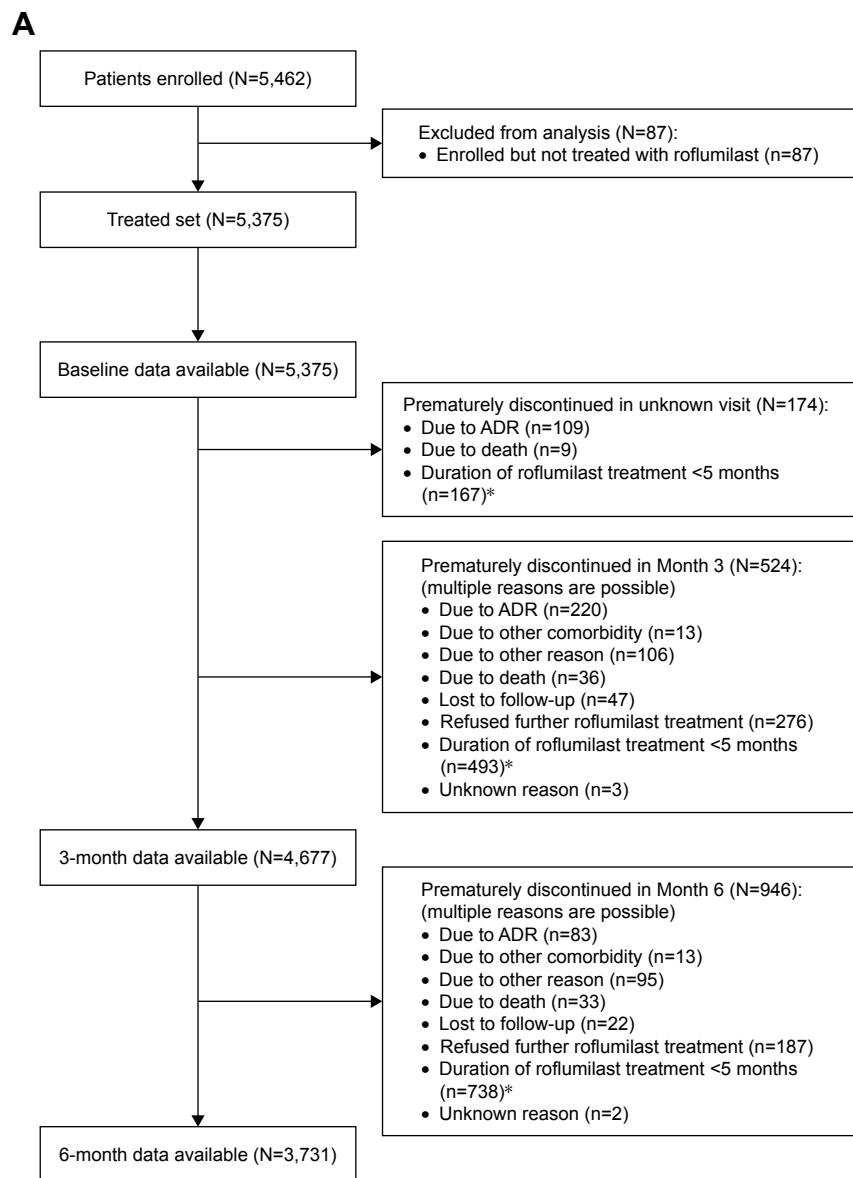 A
Patients enrolled (N=5,462)
Excluded from analysis (N=87):
• Enrolled but not treated with roflumilast (n=87)
Treated set (N=5,375)
Baseline data available (N=5,375)
Prematurely discontinued in unknown visit (N=174):
• Due to ADR (n=109)
• Due to death (n=9)
• Duration of roflumilast treatment <5 months
(n=167)*
Prematurely discontinued in Month 3 (N=524):
(multiple reasons are possible)
• Due to ADR (n=220)
• Due to other comorbidity (n=13)
• Due to other reason (n=106)
• Due to death (n=36)
• Lost to follow-up (n=47)
• Refused further roflumilast treatment (n=276)
• Duration of roflumilast treatment <5 months
(n=493)*
• Unknown reason (n=3)
3-month data available (N=4,677)
Prematurely discontinued in Month 6 (N=946):
(multiple reasons are possible)
• Due to ADR (n=83)
• Due to other comorbidity (n=13)
• Due to other reason (n=95)
• Due to death (n=33)
• Lost to follow-up (n=22)
• Refused further roflumilast treatment (n=187)
• Duration of roflumilast treatment <5 months
(n=738)*
• Unknown reason (n=2)
6-month data available (N=3,731)